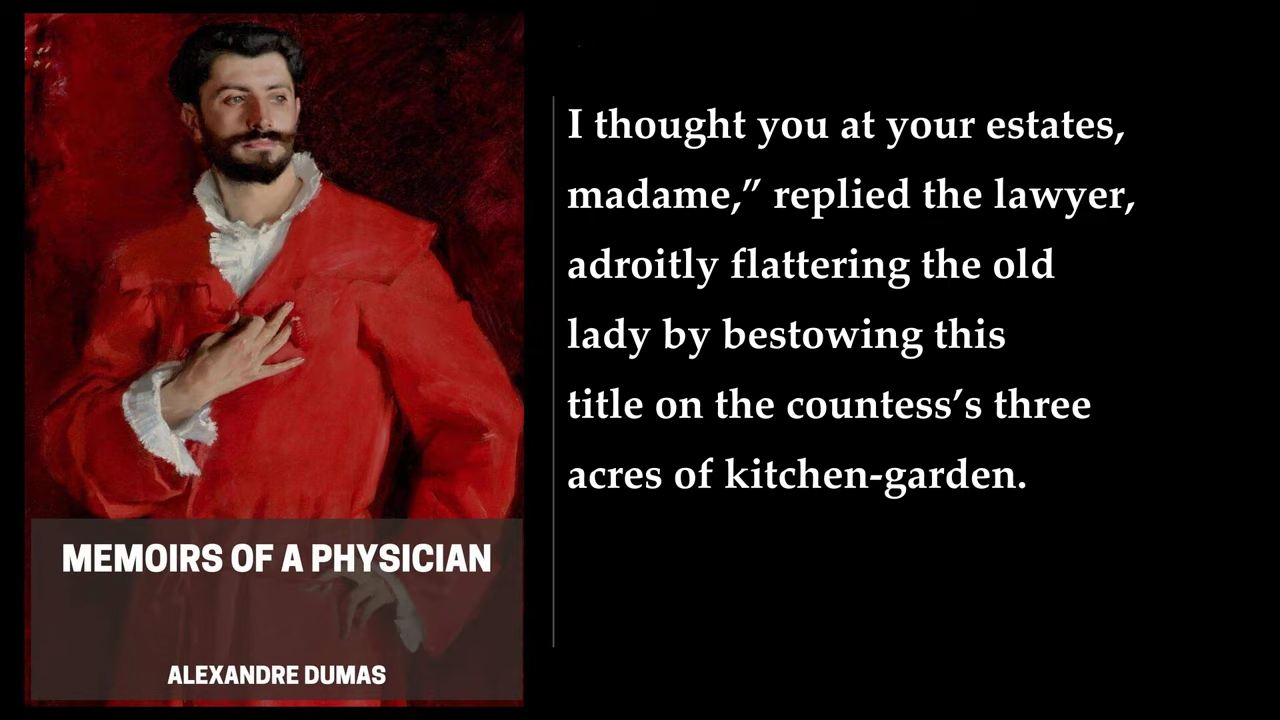 I thought you at your estates,
madame,” replied the lawyer,
adroitly flattering the old
lady by bestowing this
title on the countess’s three
acres of kitchen-garden.
MEMOIRS OF A PHYSICIAN
ALEXANDRE DUMAS